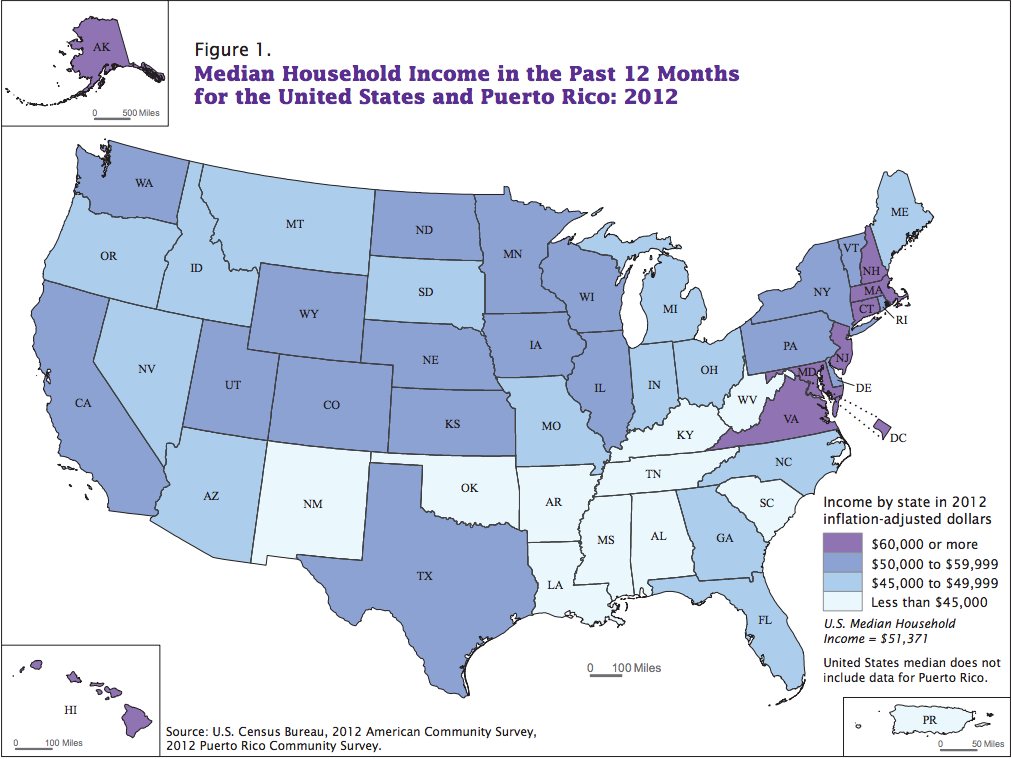 AK
0 500 Miles
Figure 1.
Median Household Income in the Past 12 Months
for the United States and Puerto Rico: 2012
WA
MT
ND
MN
ME
OR
ID
SD
WI
MI
NY
VT
NH
MA
CT
RI
WY
NE
IA
PA
NJ
NV
UT
CO
IL
IN
OH
MD
DE
CA
KS
MO
WV
VA
DC
KY
AZ
NM
OK
AR
TN
NC
SC
MS
AL
GA
TX
LA
FL
Income by state in 2012
inflation-adjusted dollars
$60,000 or more
$50,000 to $59,999
$45,000 to $49,999
Less than $45,000
U.S. Median Household
Income = $51,371
United States median does not
include data for Puerto Rico.
0 100 Miles
HI
0 100 Miles
Source: U.S. Census Bureau, 2012 American Community Survey,
2012 Puerto Rico Community Survey.
PR
0 50 Miles